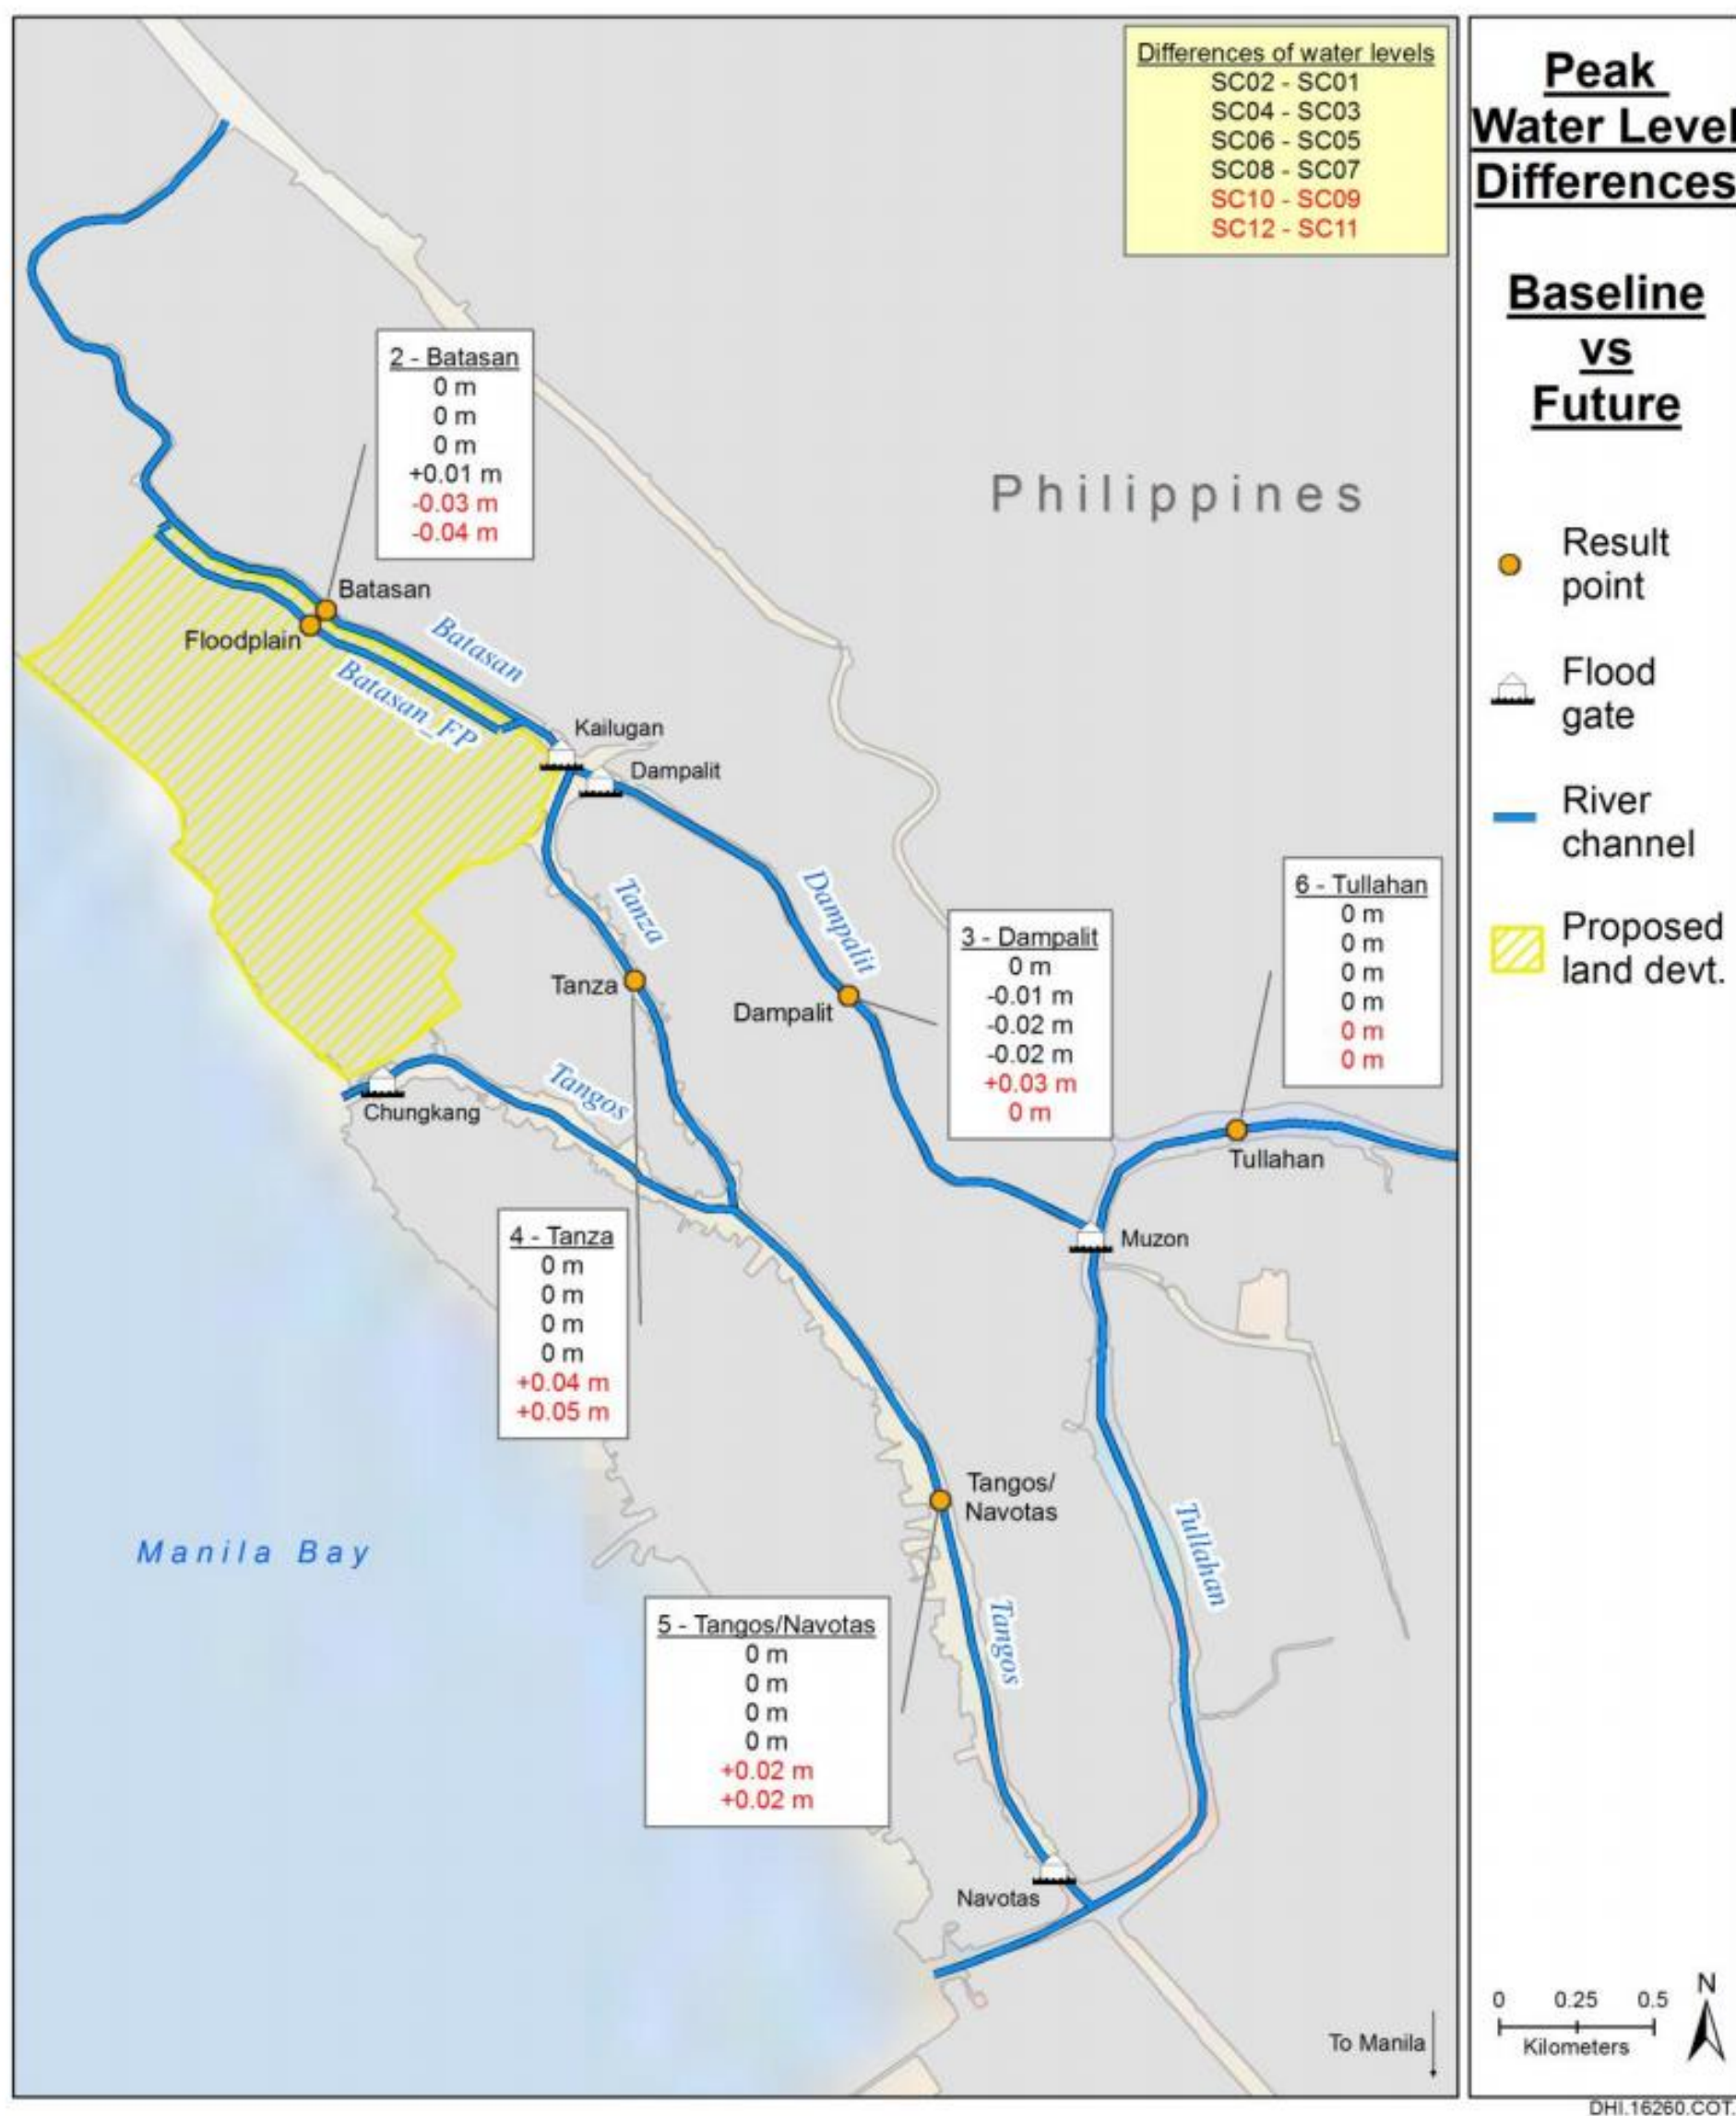 Differences of water levels
SC02 - SC01
SC04 - SC03
SC06 - SC05
SC08 - SC07
SC10 - SC09
SC12 - SC11
Peak
Water Level
Differences
Baseline
vs
Future
Result
point
Flood
gate
River
channel
Proposed
land devt.
2 - Batasan
0 m
0 m
0 m
+0.01 m
-0.03 m
-0.04 m
Philippines
Batasan
Floodplain
Batasan
Batasan_FP
Kailugan
Dampalit
Tanza
Dampalit
Tanza
Dampalit
3 - Dampalit
0 m
-0.01 m
-0.02 m
-0.02 m
+0.03 m
0 m
6 - Tullahan
0 m
0 m
0 m
0 m
0 m
0 m
Tangos
Chungkang
Tullahan
Muzon
4 - Tanza
0 m
0 m
0 m
0 m
+0.04 m
+0.05 m
Tangos/
Navotas
Manila Bay
Tullahan
Tangos
5 - Tangos/Navotas
0 m
0 m
0 m
0 m
+0.02 m
+0.02 m
Navotas
To Manila
N
0 0.25 0.5
Kilometers
DHI.16260.COT.